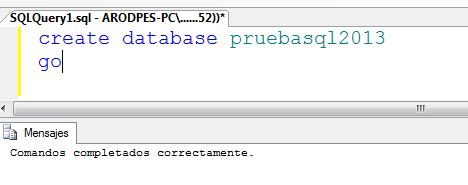 SQLQuery1.sql - ARODPES-PC\......52))*
create database pruebasql2013
go
Mensajes
Comandos completados correctamente.